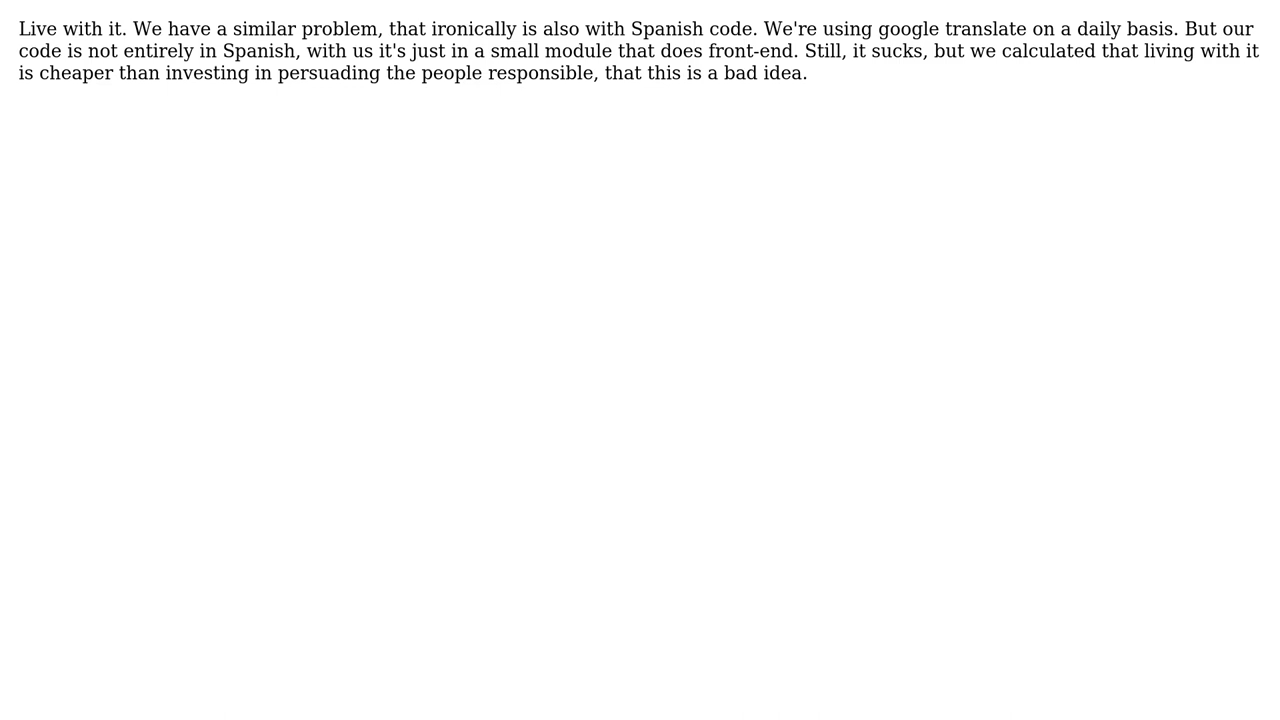 Live with it. We have a similar problem, that ironically is also with Spanish code. We're using google translate on a daily basis. But our
code is not entirely in Spanish, with us it's just in a small module that does front-end. Still, it sucks, but we calculated that living with it
is cheaper than investing in persuading the people responsible, that this is a bad idea.